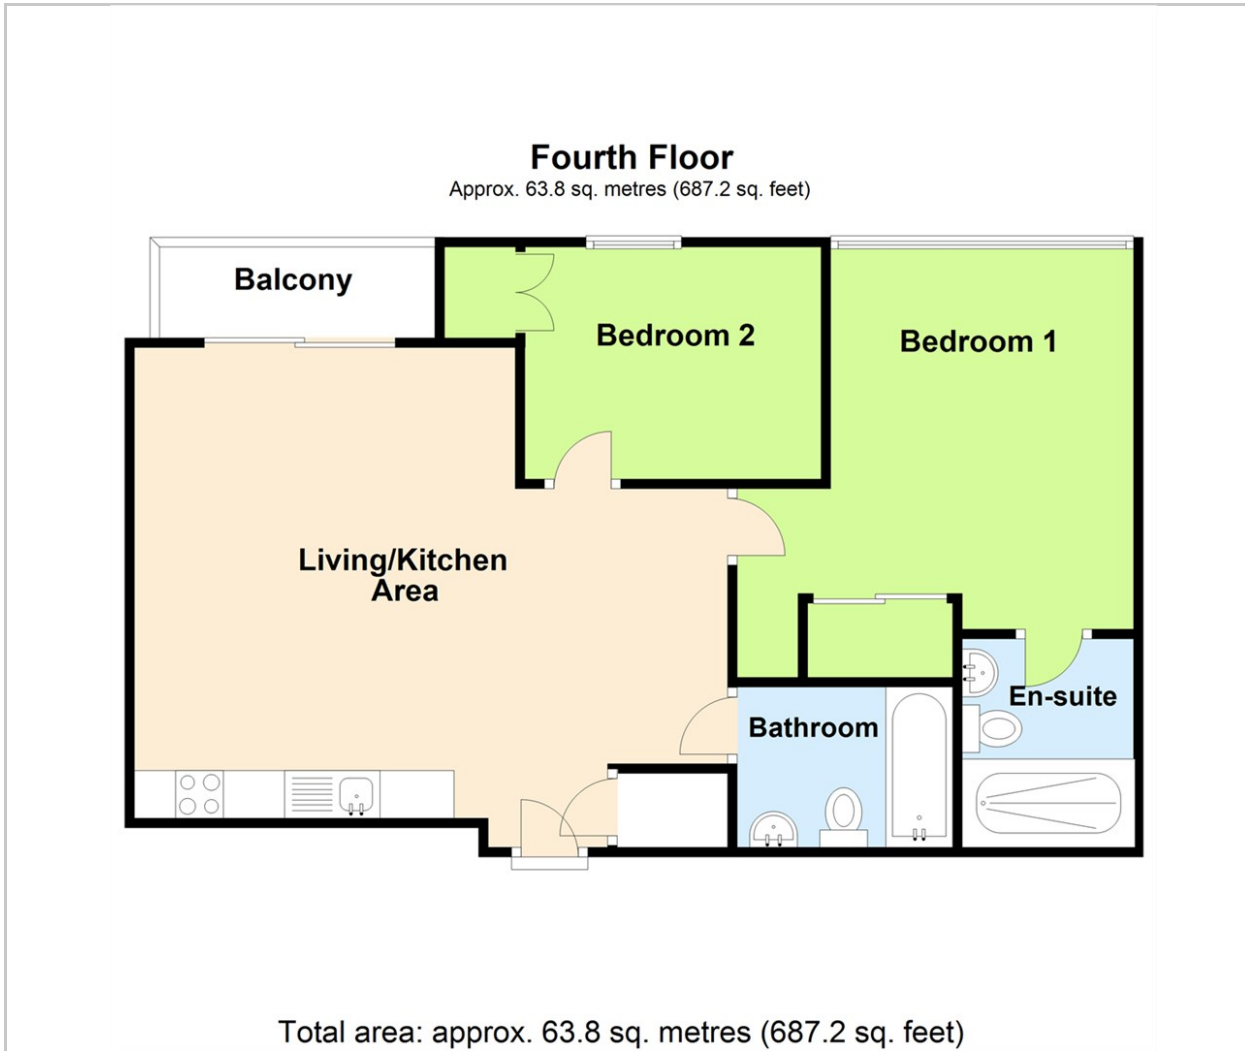 Fourth Floor
Approx. 63.8 sq. metres (687.2 sq. feet)
Balcony
Bedroom 2
Bedroom 1
Living/Kitchen
Area
En-suite
Bathroom
Total area: approx. 63.8 sq. metres (687.2 sq. feet)